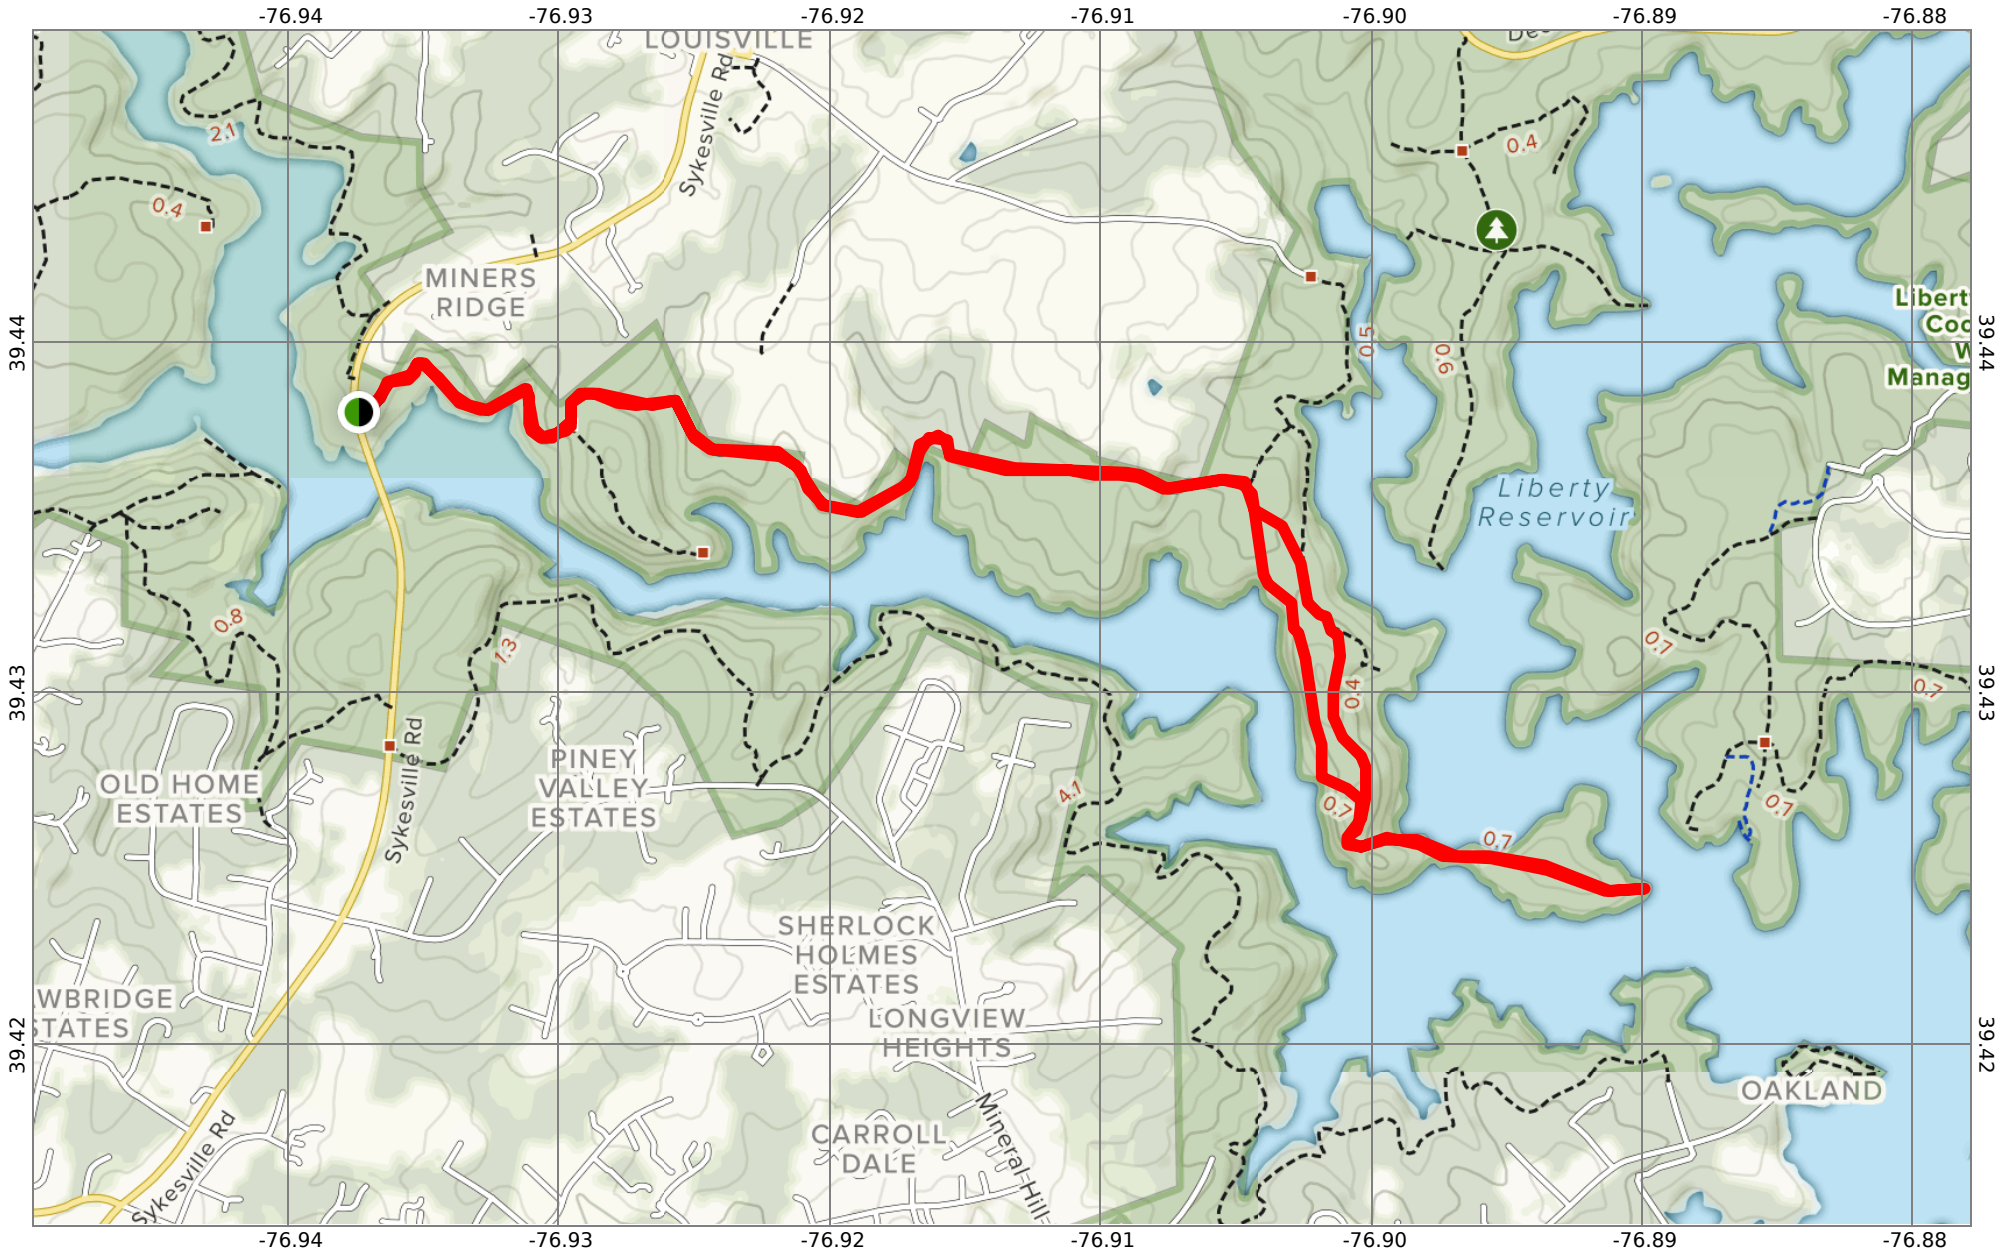 -76.94
-76.93
-76.92
-76.91
-76.90
-76.89
-76.88
LOUISVILLE
Sykesville Rd
2.1
0.4
0.4
MINERS
RIDGE
39.44
39.44
0.5
0.6
Libert
Coo
W
Manag
Liberty
Reservoir
0.8
1.3
0.7
0.7
0.4
39.43
39.43
OLD HOME
ESTATES
Sykesville Rd
PINEY
VALLEY
ESTATES
4.1
0.7
0.7
0.7
SHERLOCK
HOLMES
ESTATES
WBRIDGE
STATES
LONGVIEW
HEIGHTS
39.42
39.42
OAKLAND
Sykesville Rd
CARROLL
DALE
Mineral Hill
-76.94
-76.93
-76.92
-76.91
-76.90
-76.89
-76.88